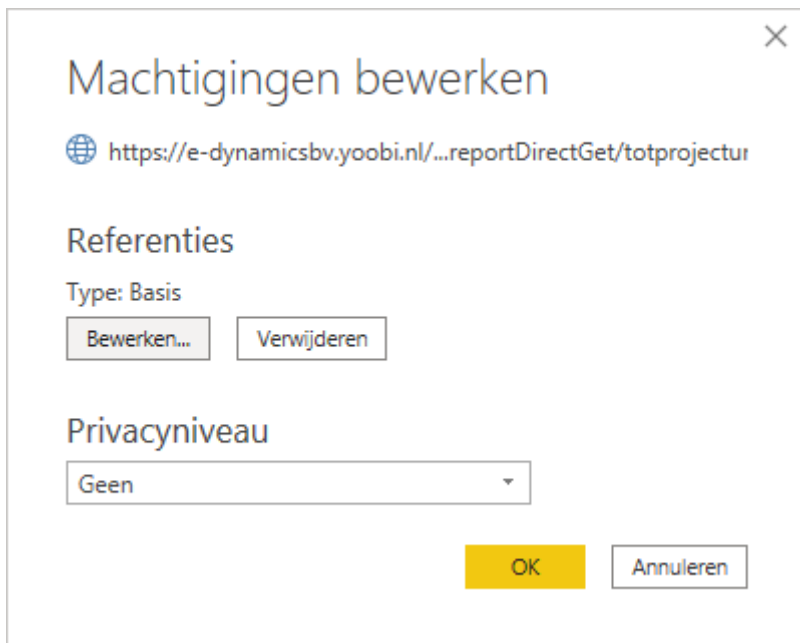 Machtigingen bewerken
https://e-dynamicsbv.yoobi.nl/...reportDirectGet/totprojectur
Referenties
Type: Basis
Bewerken... Verwijderen
Privacyniveau
Geen
OK Annuleren